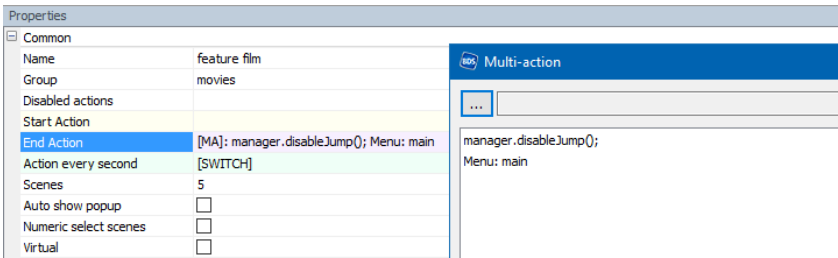 Properties
Common
Name feature film
Group movies
Disabled actions
Start Action
End Action [MA]: manager.disableJump(); Menu: main
Action every second [SWITCH]
Scenes 5
Auto show popup
Numeric select scenes
Virtual
BDS Multi-action
...
manager.disableJump();
Menu: main